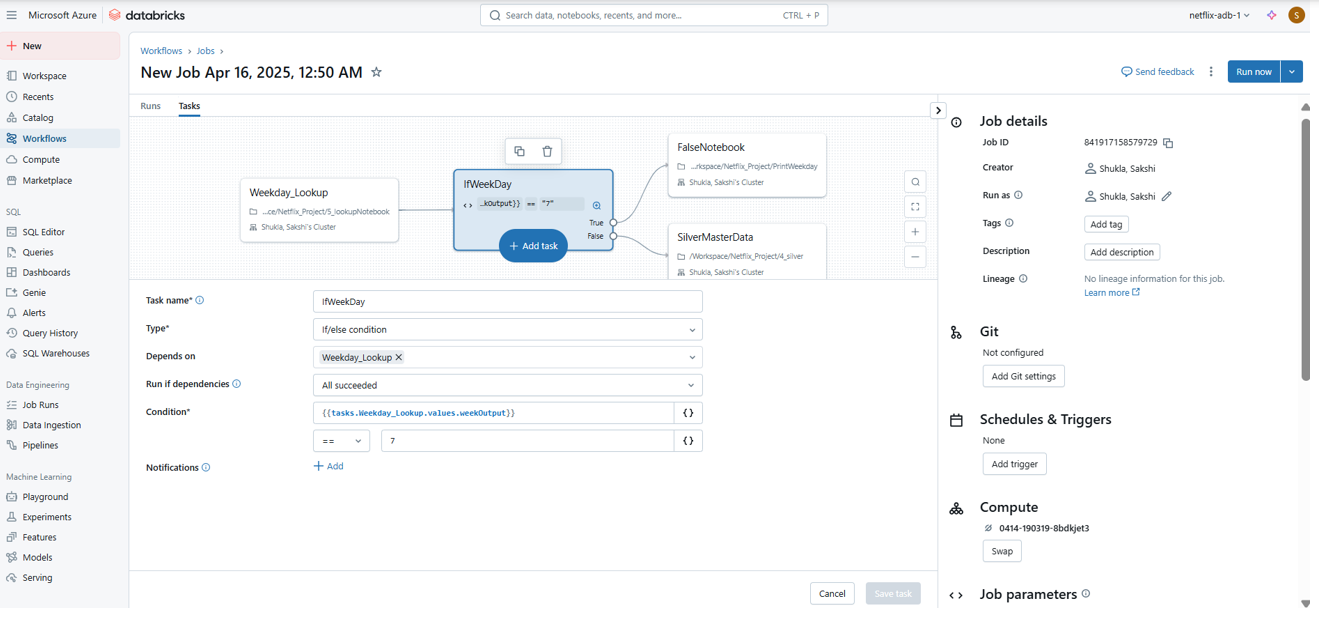 Microsoft Azure
databricks
Search data, notebooks, recents, and more...
CTRL + P
netflix-adb-1
S
New
Workspace
Recents
Catalog
Workflows
Compute
Marketplace
SQL
SQL Editor
Queries
Dashboards
Genie
Alerts
Query History
SQL Warehouses
Data Engineering
Job Runs
Data Ingestion
Pipelines
Machine Learning
Playground
Experiments
Features
Models
Serving
Workflows > Jobs >
New Job Apr 16, 2025, 12:50 AM
Send feedback
Run now
Runs
Tasks
Weekday_Lookup
...ce/Netflix_Project/5_lookupNotebook
Shukla, Sakshi's Cluster
IfWeekDay
…kOutput}} == "7"
True
False
+ Add task
FalseNotebook
...rkspace/Netflix_Project/PrintWeekday
Shukla, Sakshi's Cluster
SilverMasterData
/Workspace/Netflix_Project/4_silver
Shukla, Sakshi's Cluster
Task name*
IfWeekDay
Type*
If/else condition
Depends on
Weekday_Lookup
Run if dependencies
All succeeded
Condition*
{{tasks.Weekday_Lookup.values.weekOutput}}
{}
==
7
{}
Notifications
+ Add
Cancel
Save task
Job details
Job ID
841917158579729
Creator
Shukla, Sakshi
Run as
Shukla, Sakshi
Tags
Add tag
Description
Add description
Lineage
No lineage information for this job.
Learn more
Git
Not configured
Add Git settings
Schedules & Triggers
None
Add trigger
Compute
0414-190319-8bdkjet3
Swap
Job parameters